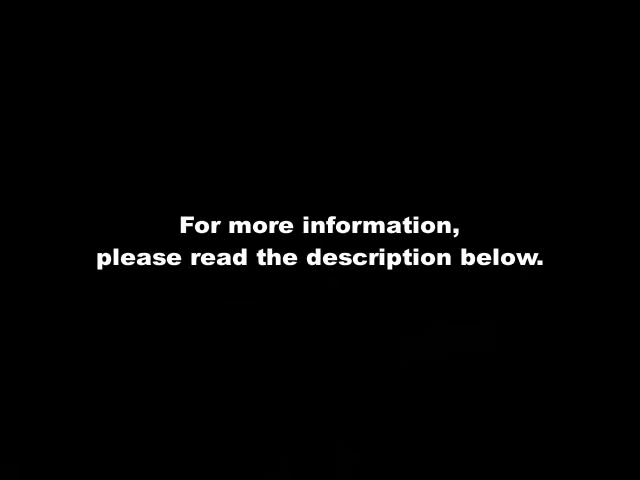 For more information,
please read the description below.